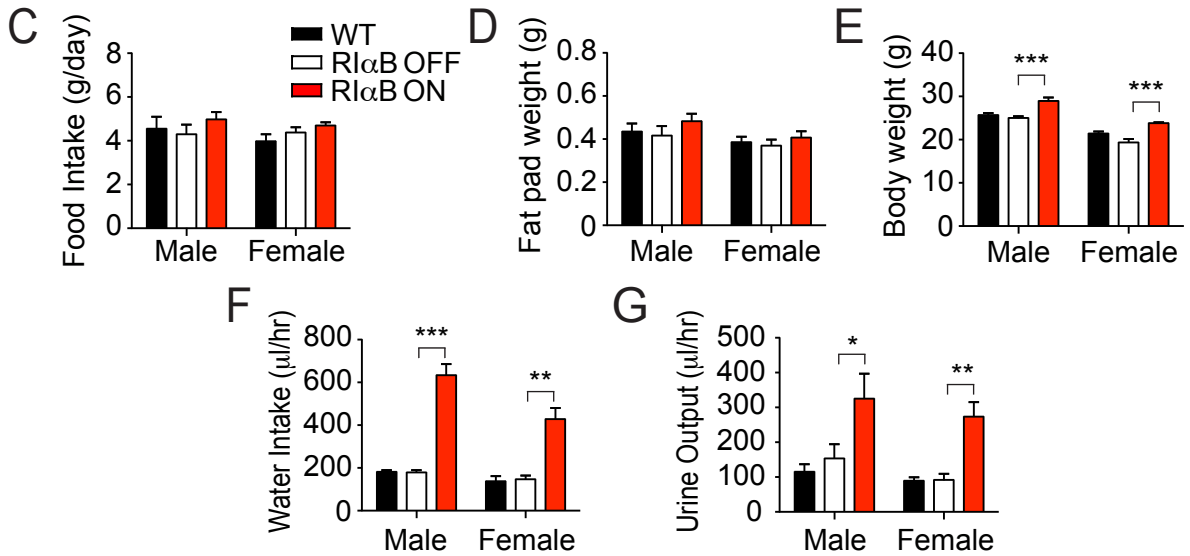 C
Food Intake (g/day)
8
6
4
2
0
Male Female
WT
RIαB OFF
RIαB ON
D
Fat pad weight (g)
0.8
0.6
0.4
0.2
0
Male Female
E
Body weight (g)
40
30
20
10
0
***
***
Male Female
F
Water Intake (μl/hr)
800
600
400
200
0
***
**
Male Female
G
Urine Output (μl/hr)
500
400
300
200
100
0
*
**
Male Female